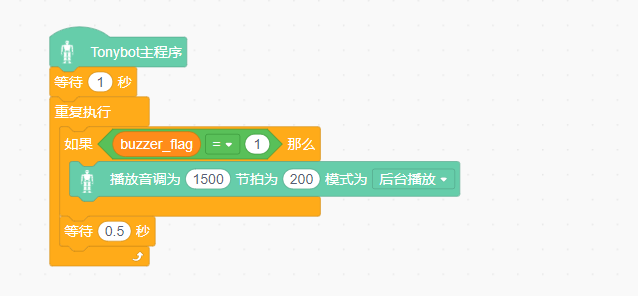 Tonybot主程序
等待 1 秒
重复执行
如果 buzzer_flag = 1 那么
播放音调为 1500 节拍为 200 模式为 后台播放
等待 0.5 秒